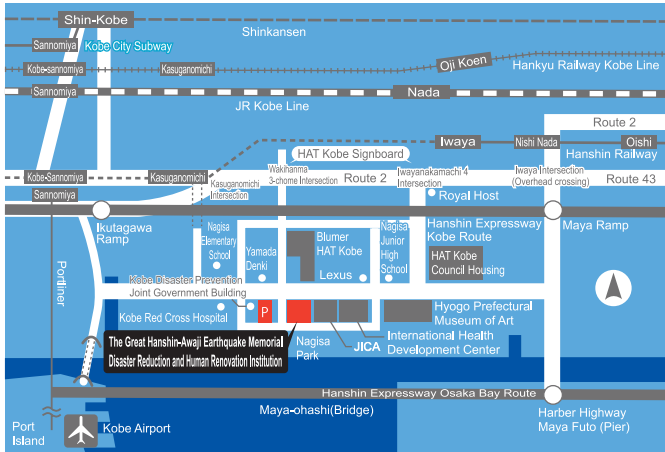 Shin-Kobe
Shinkansen
Sannomiya
Kobe City Subway
Oji Koen
Hankyu Railway Kobe Line
Kobe-sannomiya
Kasuganomichi
Sannomiya
Nada
JR Kobe Line
Route 2
Iwaya
Nishi Nada
Oishi
Hanshin Railway
HAT Kobe Signboard
Kobe-Sannomiya
Kasuganomichi
Kasuganomichi
Intersection
Wakihama
3-chome Intersection
Route 2
Iwayanakamachi 4
Intersection
Iwaya Intersection
(Overhead crossing)
Route 43
Sannomiya
Royal Host
Ikutagawa
Ramp
Nagisa
Elementary
School
Yamada
Denki
Blumer
HAT Kobe
Lexus
Nagisa
Junior
High
School
Hanshin Expressway
Kobe Route
HAT Kobe
Council Housing
Maya Ramp
Portliner
Kobe Disaster Prevention
Joint Government Building
Kobe Red Cross Hospital
P
Hyogo Prefectural
Museum of Art
The Great Hanshin-Awaji Earthquake Memorial
Disaster Reduction and Human Renovation Institution
Nagisa
Park
JICA
International Health
Development Center
Hanshin Expressway Osaka Bay Route
Maya-ohashi(Bridge)
Harber Highway
Maya Futo (Pier)
Port
Island
Kobe Airport